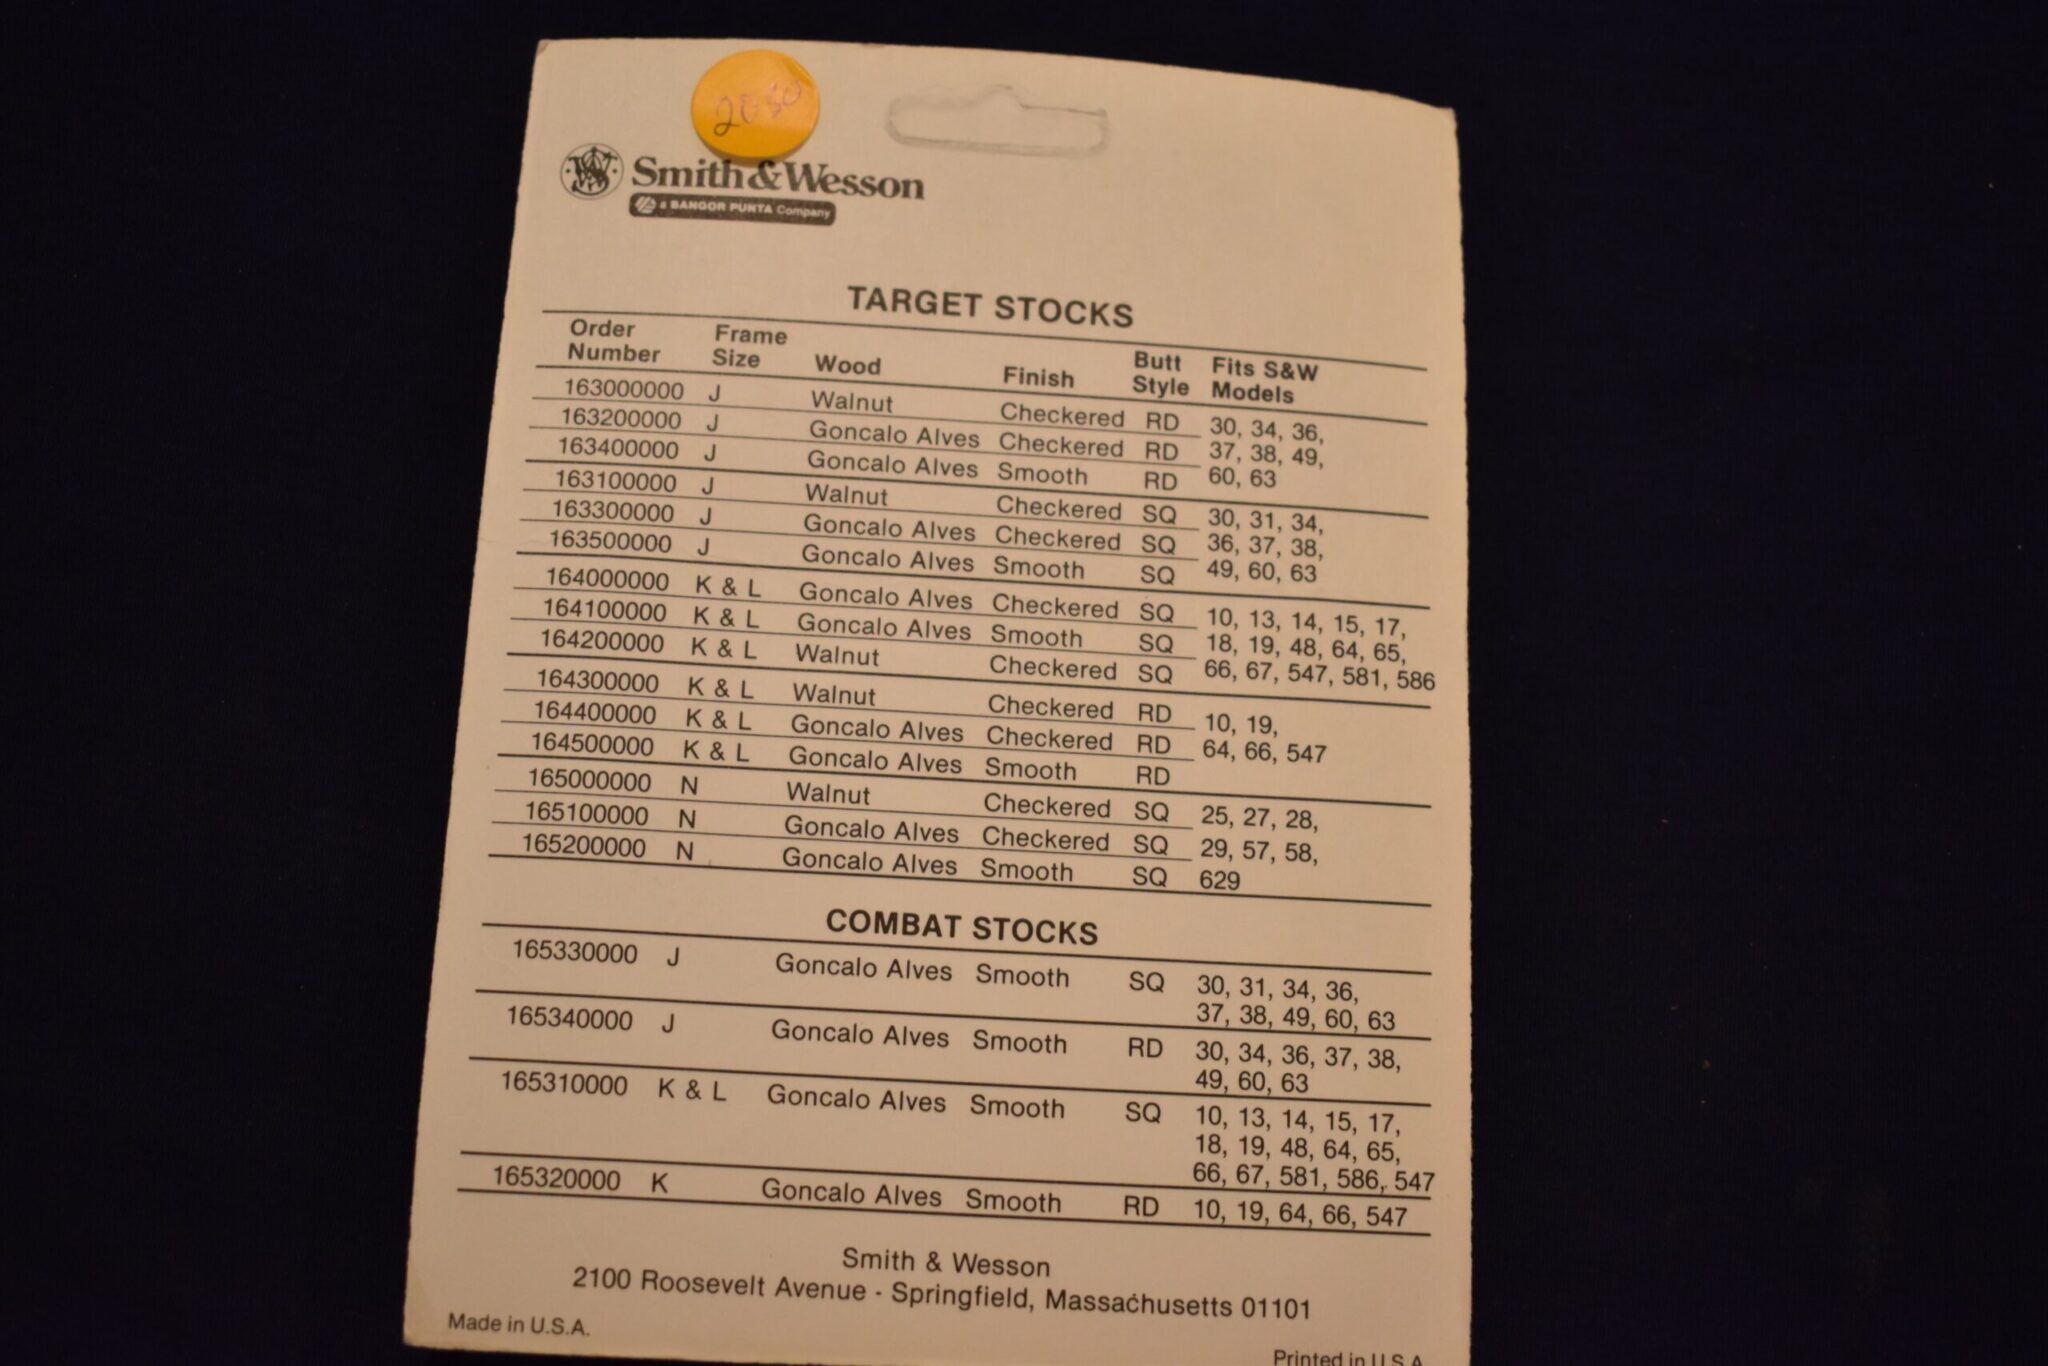 2050
Smith & Wesson
a BANGOR PUNTA Company
TARGET STOCKS
Order Number Frame Size Wood Finish Butt Style Fits S&W Models
163000000 J Walnut Checkered RD 30, 34, 36,
163200000 J Goncalo Alves Checkered RD 37, 38, 49,
163400000 J Goncalo Alves Smooth RD 60, 63
163100000 J Walnut Checkered SQ 30, 31, 34,
163300000 J Goncalo Alves Checkered SQ 36, 37, 38,
163500000 J Goncalo Alves Smooth SQ 49, 60, 63
164000000 K & L Goncalo Alves Checkered SQ 10, 13, 14, 15, 17,
164100000 K & L Goncalo Alves Smooth SQ 18, 19, 48, 64, 65,
164200000 K & L Walnut Checkered SQ 66, 67, 547, 581, 586
164300000 K & L Walnut Checkered RD 10, 19,
164400000 K & L Goncalo Alves Checkered RD 64, 66, 547
164500000 K & L Goncalo Alves Smooth RD
165000000 N Walnut Checkered SQ 25, 27, 28,
165100000 N Goncalo Alves Checkered SQ 29, 57, 58,
165200000 N Goncalo Alves Smooth SQ 629
COMBAT STOCKS
165330000 J Goncalo Alves Smooth SQ 30, 31, 34, 36,
37, 38, 49, 60, 63
165340000 J Goncalo Alves Smooth RD 30, 34, 36, 37, 38,
49, 60, 63
165310000 K & L Goncalo Alves Smooth SQ 10, 13, 14, 15, 17,
18, 19, 48, 64, 65,
66, 67, 581, 586, 547
165320000 K Goncalo Alves Smooth RD 10, 19, 64, 66, 547
Smith & Wesson
2100 Roosevelt Avenue - Springfield, Massachusetts 01101
Made in U.S.A.
Printed in U.S.A.